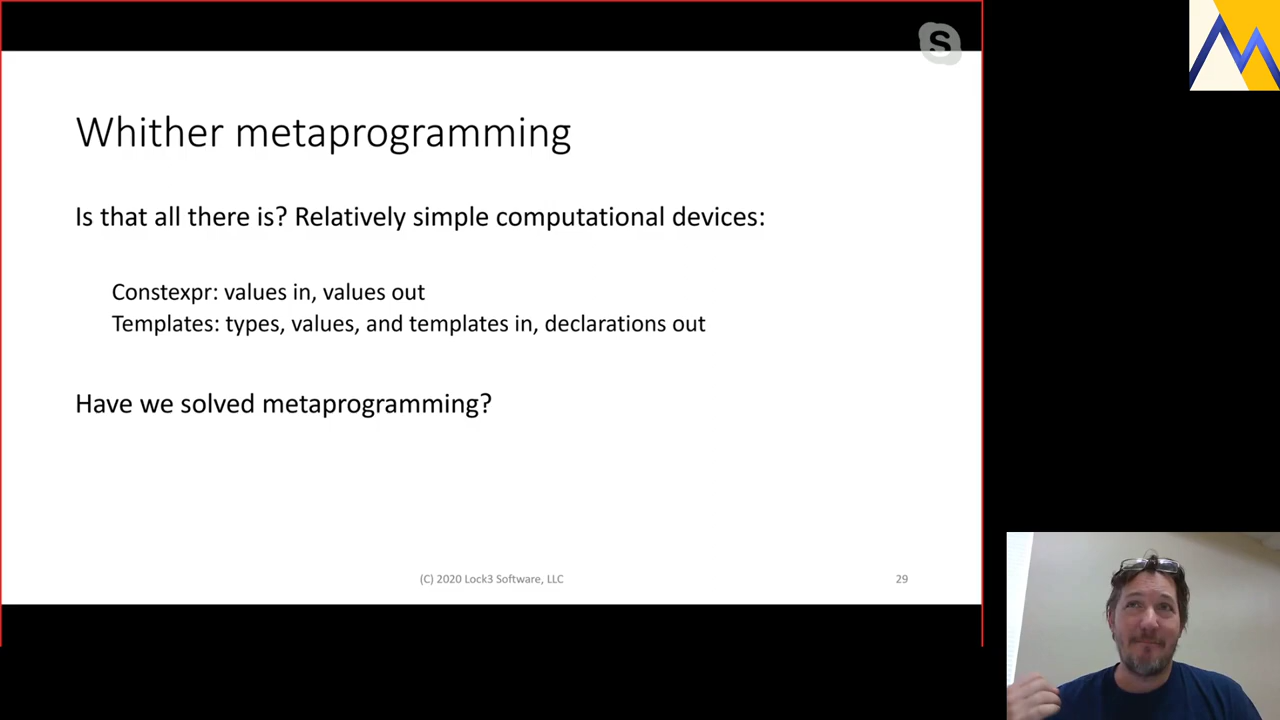 S
Whither metaprogramming
Is that all there is? Relatively simple computational devices:
Constexpr: values in, values out
Templates: types, values, and templates in, declarations out
Have we solved metaprogramming?
(C) 2020 Lock3 Software, LLC
29